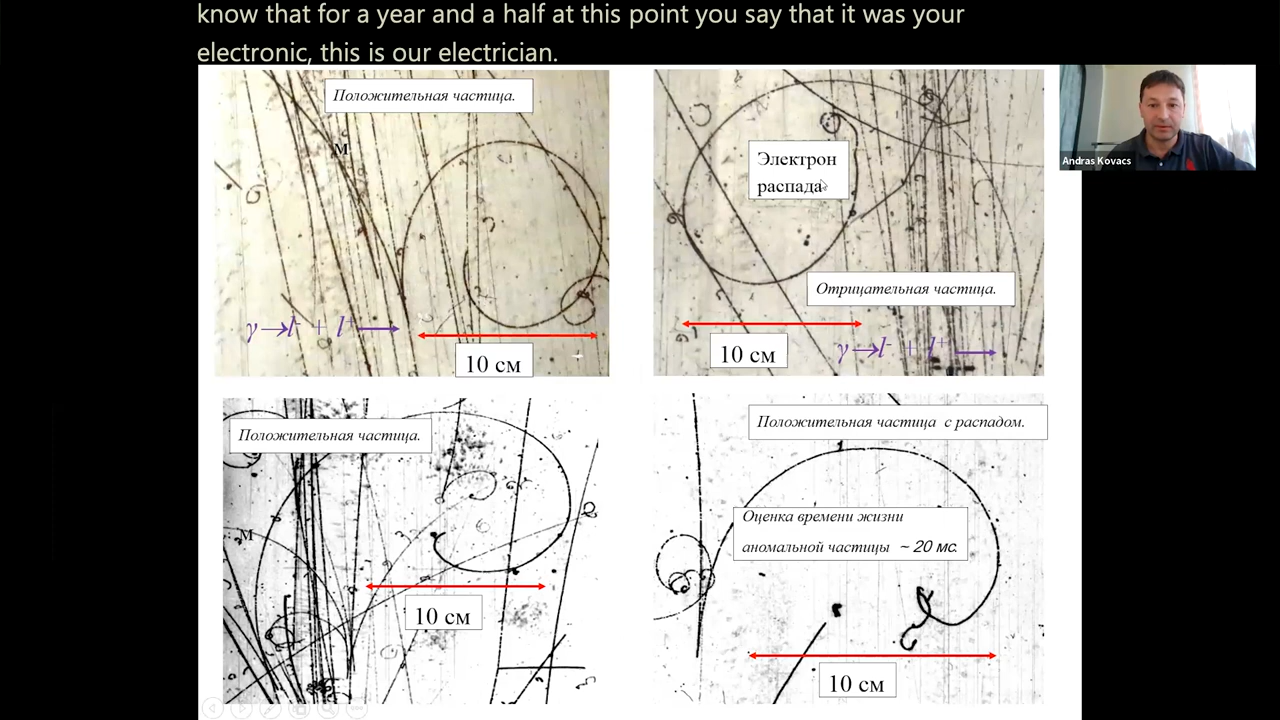 know that for a year and a half at this point you say that it was your
electronic, this is our electrician.
Положительная частица.
М
γ→l⁻ + l⁺
10 см
Электрон
распада
Отрицательная частица.
10 см
γ→l⁻ + l⁺
Andras Kovacs
Положительная частица.
М
10 см
Положительная частица с распадом.
Оценка времени жизни
аномальной частицы ~ 20 мс.
10 см